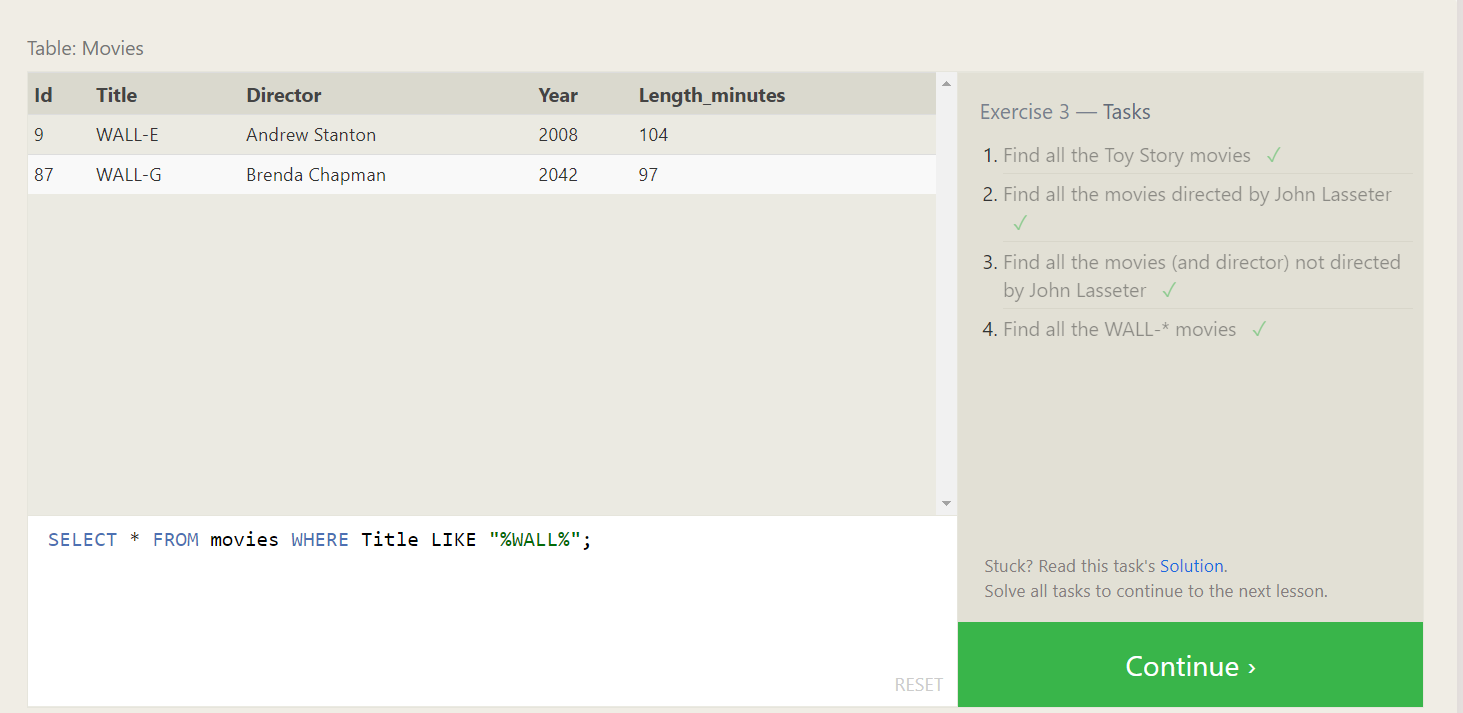 Table: Movies
Id Title Director Year Length_minutes
9 WALL-E Andrew Stanton 2008 104
87 WALL-G Brenda Chapman 2042 97
SELECT * FROM movies WHERE Title LIKE "%WALL%";
RESET
Exercise 3 — Tasks
1. Find all the Toy Story movies ✓
2. Find all the movies directed by John Lasseter
✓
3. Find all the movies (and director) not directed
by John Lasseter ✓
4. Find all the WALL-* movies ✓
Stuck? Read this task's Solution.
Solve all tasks to continue to the next lesson.
Continue ›